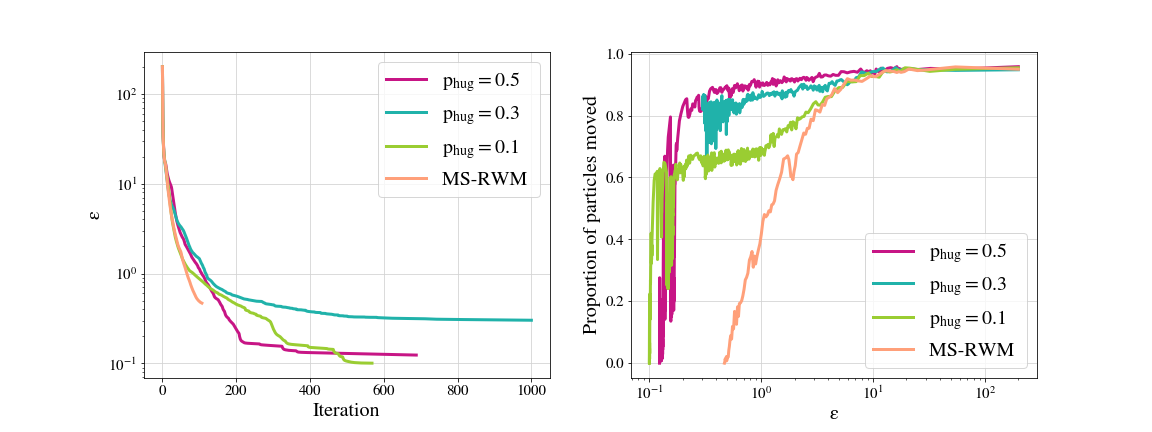 10²
10¹
10⁰
10⁻¹
ε
0
200
400
600
800
1000
Iteration
p_hug = 0.5
p_hug = 0.3
p_hug = 0.1
MS-RWM
1.0
0.8
0.6
0.4
0.2
0.0
Proportion of particles moved
10⁻¹
10⁰
10¹
10²
ε
p_hug = 0.5
p_hug = 0.3
p_hug = 0.1
MS-RWM